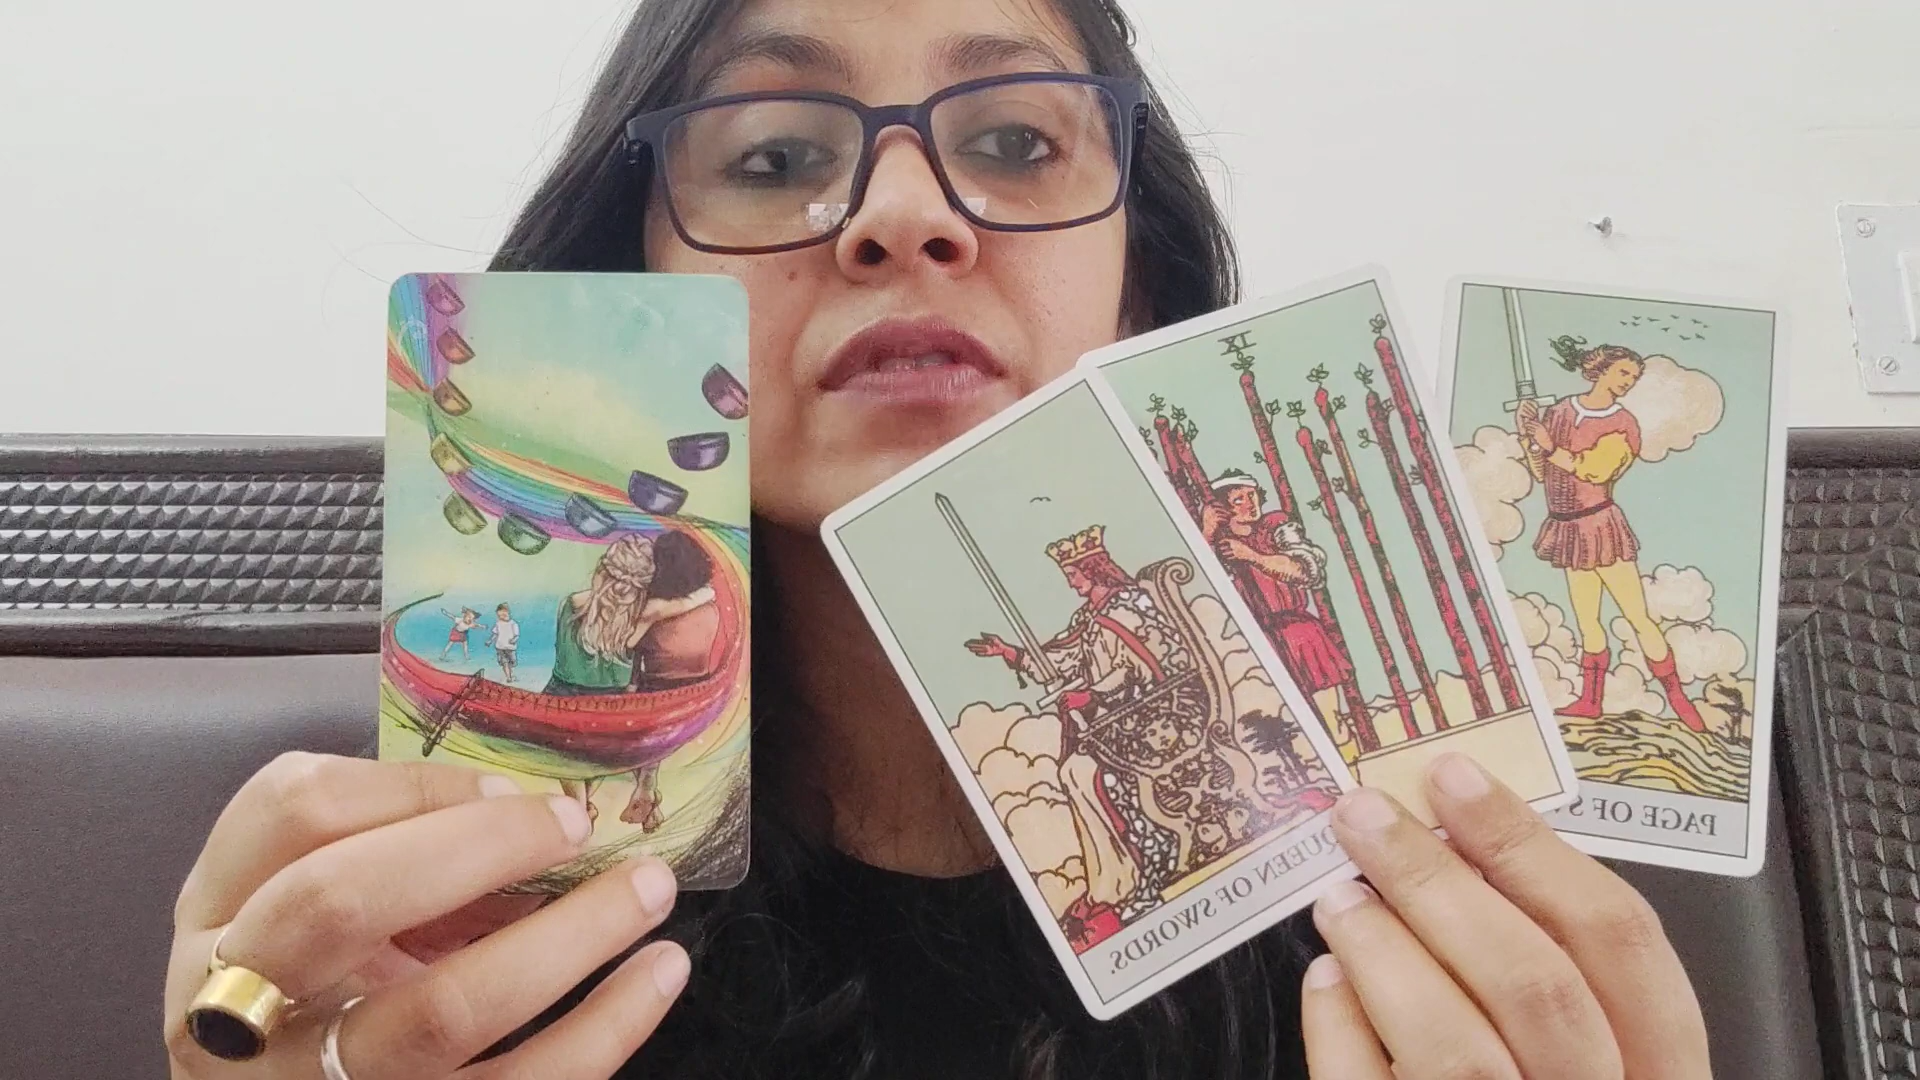 IX
QUEEN OF SWORDS.
PAGE OF